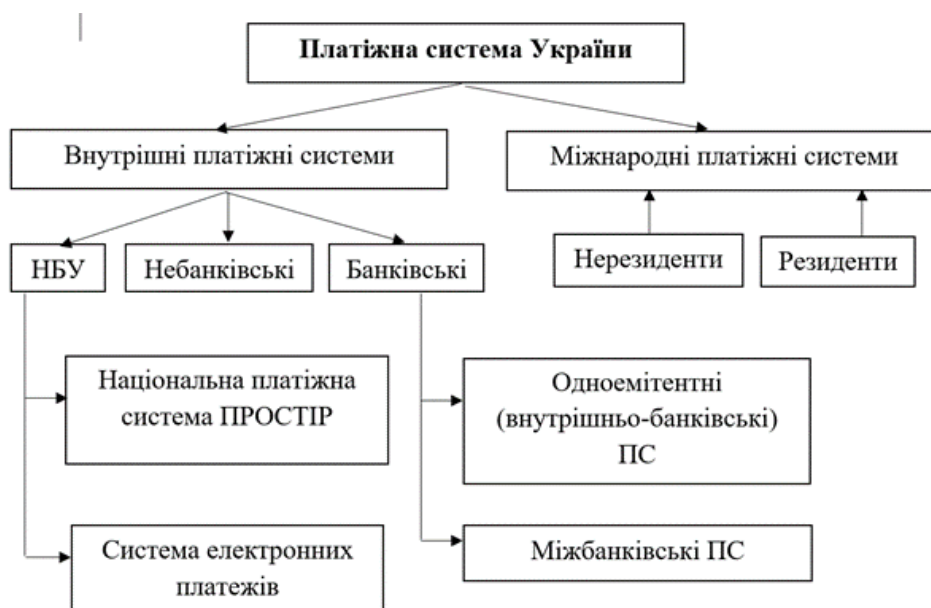 Платіжна система України
Внутрішні платіжні системи
Міжнародні платіжні системи
НБУ
Небанківські
Банківські
Нерезиденти
Резиденти
Національна платіжна
система ПРОСТІР
Одноемітентні
(внутрішньо-банківські)
ПС
Система електронних
платежів
Міжбанківські ПС